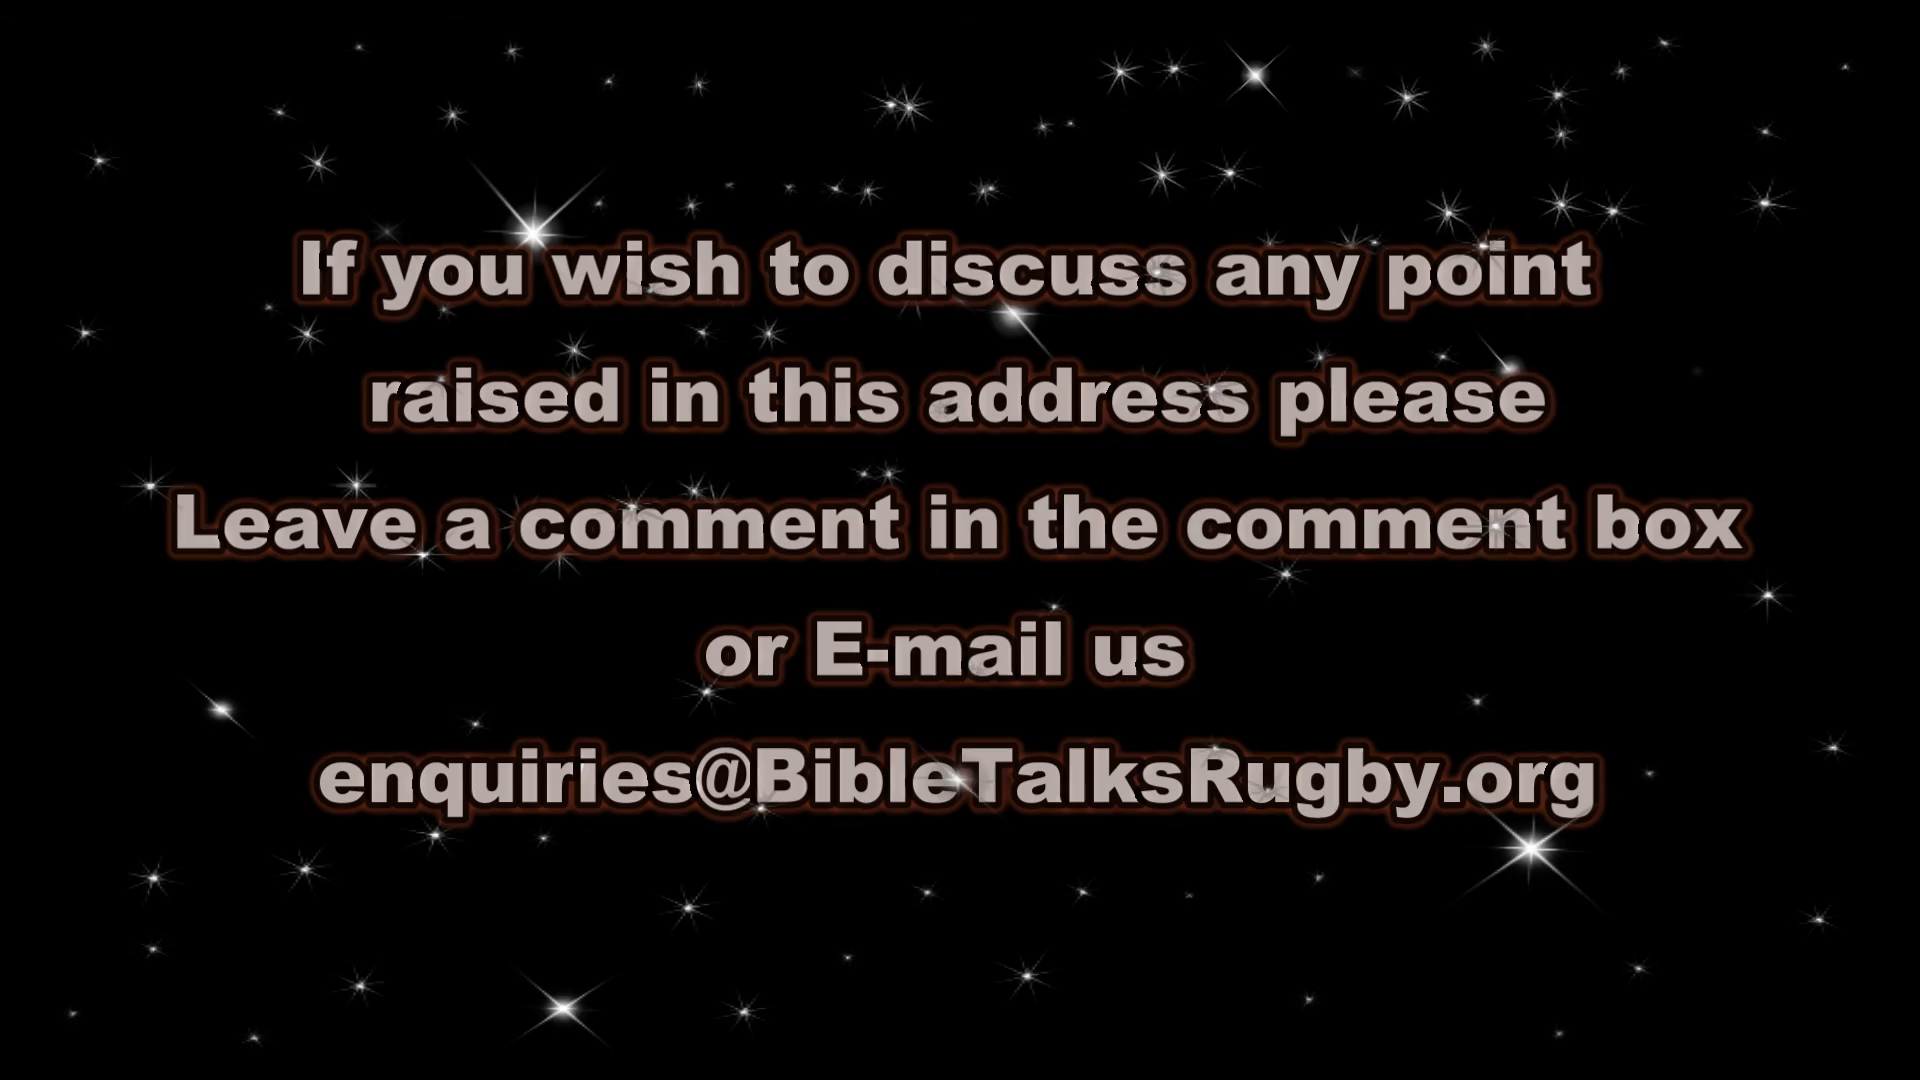 If you wish to discuss any point
raised in this address please
Leave a comment in the comment box
or E-mail us
enquiries@BibleTalksRugby.org